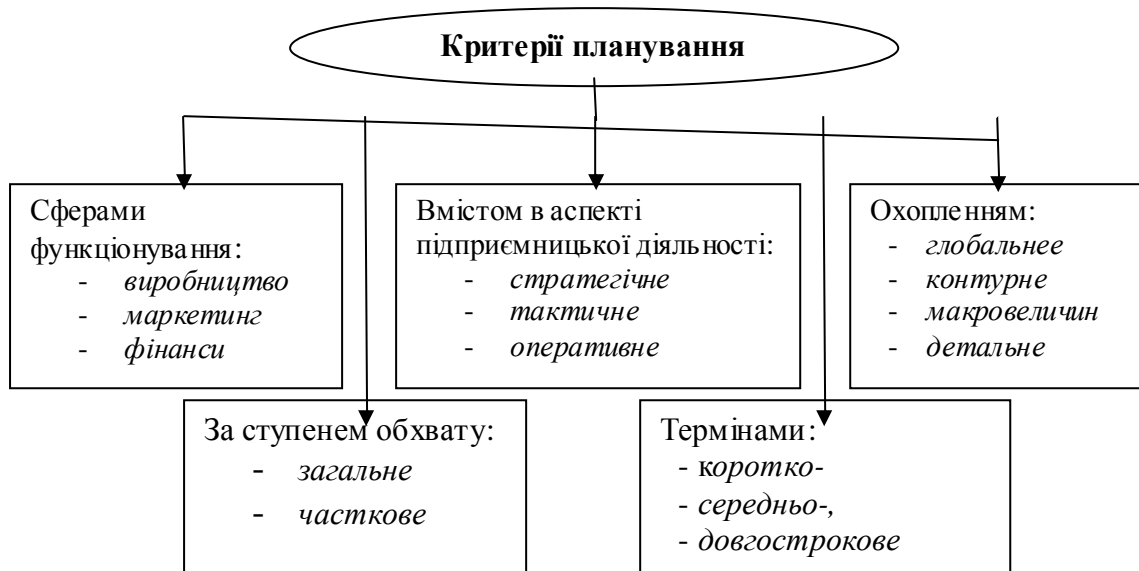 Критерії планування
Сферами
функціонування:
- виробництво
- маркетинг
- фінанси
Вмістом в аспекті
підприємницької діяльності:
- стратегічне
- тактичне
- оперативне
Охопленням:
- глобальнее
- контурне
- макровеличин
- детальне
За ступенем обхвату:
- загальне
- часткове
Термінами:
- коротко-
- середньо-,
- довгострокове